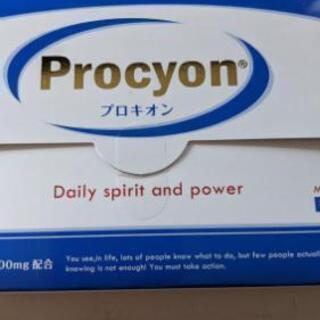 Procyon®
プロキオン
Daily spirit and power
00mg 配合
You see,in life, lots of people know what to do, but few people actually
knowing is not enough! You must take action.